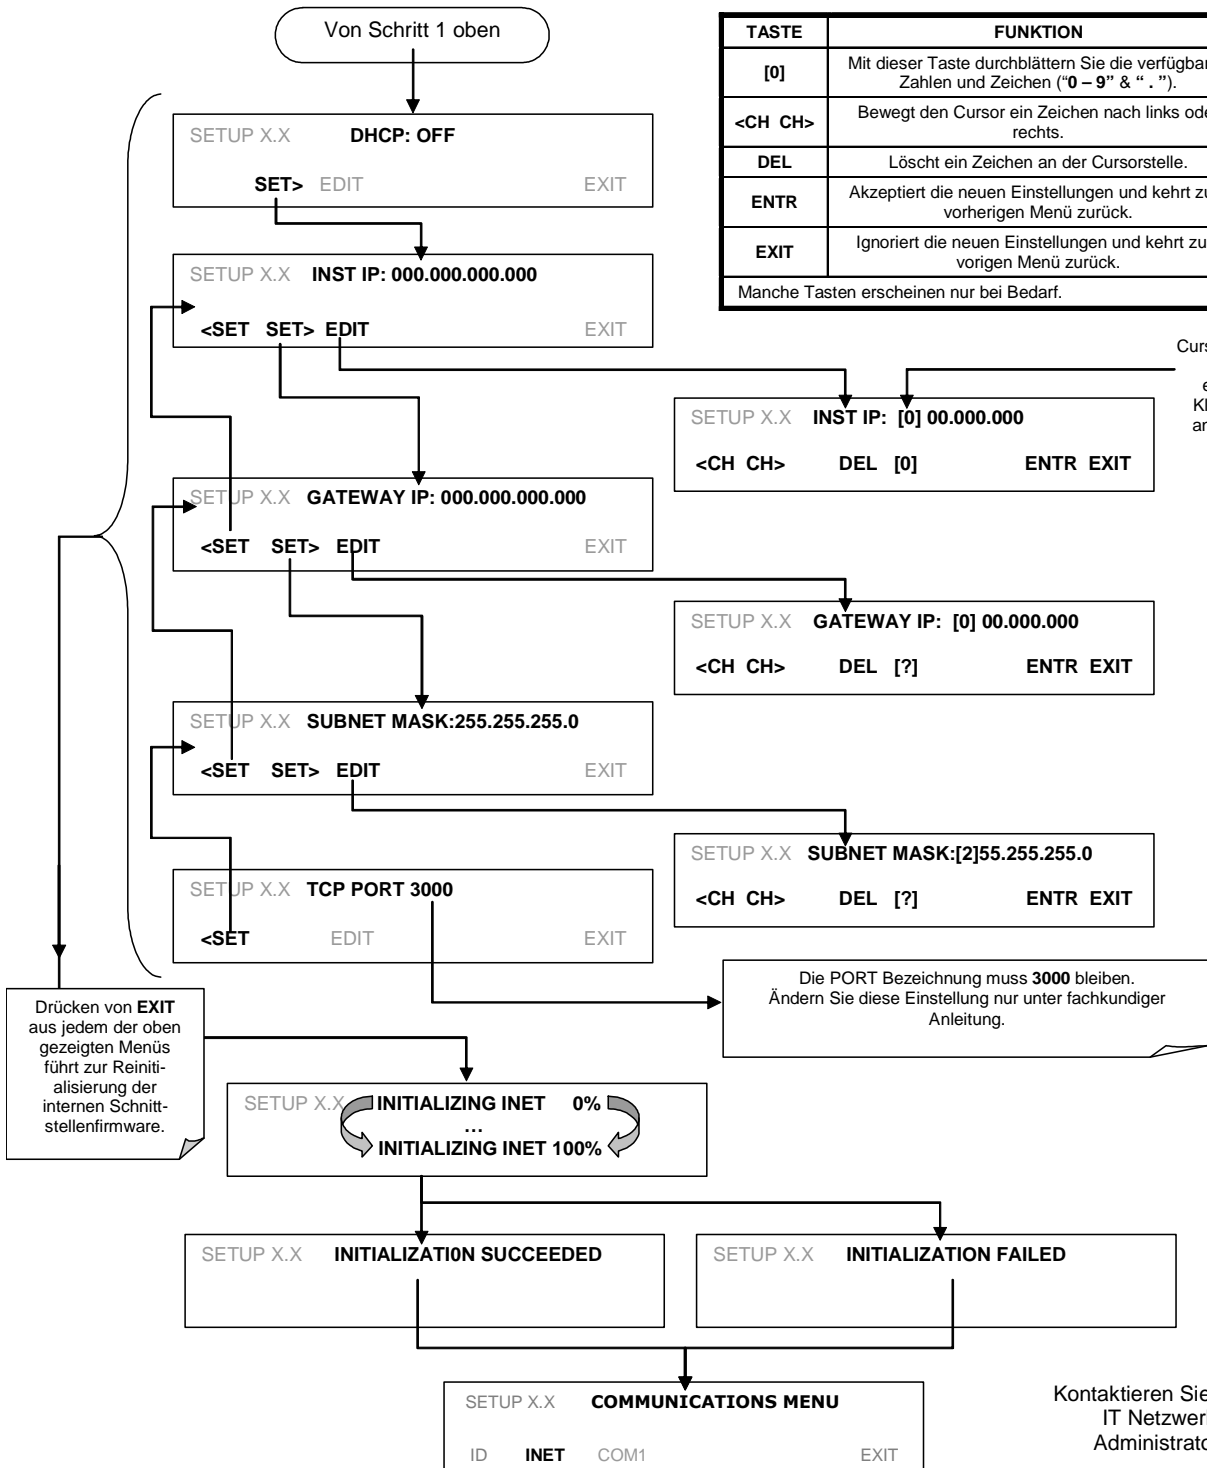 Von Schritt 1 oben
TASTE FUNKTION
[0] Mit dieser Taste durchblättern Sie die
Zahlen und Zeichen ("0 – 9" & " . ").
<CH CH> Bewegt den Cursor ein Zeichen nach links
rechts.
DEL Löscht ein Zeichen an der Cursorstelle.
ENTR Akzeptiert die neuen Einstellungen und kehrt
vorherigen Menü zurück.
EXIT Ignoriert die neuen Einstellungen und kehrt
vorigen Menü zurück.
Manche Tasten erscheinen nur bei Bedarf.
SETUP X.X DHCP: OFF
SET> EDIT EXIT
SETUP X.X INST IP: 000.000.000.000
<SET SET> EDIT EXIT
SETUP X.X INST IP: [0] 00.000.000
<CH CH> DEL [0] ENTR EXIT
SETUP X.X GATEWAY IP: 000.000.000.000
<SET SET> EDIT EXIT
SETUP X.X GATEWAY IP: [0] 00.000.000
<CH CH> DEL [?] ENTR EXIT
SETUP X.X SUBNET MASK:255.255.255.0
<SET SET> EDIT EXIT
SETUP X.X SUBNET MASK:[2]55.255.255.0
<CH CH> DEL [?] ENTR EXIT
SETUP X.X TCP PORT 3000
<SET EDIT EXIT
Die PORT Bezeichnung muss 3000 bleiben.
Ändern Sie diese Einstellung nur unter fachkundiger
Anleitung.
Drücken von EXIT
aus jedem der oben
gezeigten Menüs
führt zur Reiniti-
alisierung der
internen Schnitt-
stellenfirmware.
SETUP X.X INITIALIZING INET 0%
...
INITIALIZING INET 100%
SETUP X.X INITIALIZATI0N SUCCEEDED
SETUP X.X INITIALIZATION FAILED
SETUP X.X COMMUNICATIONS MENU
ID INET COM1 EXIT
Kontaktieren Sie
IT